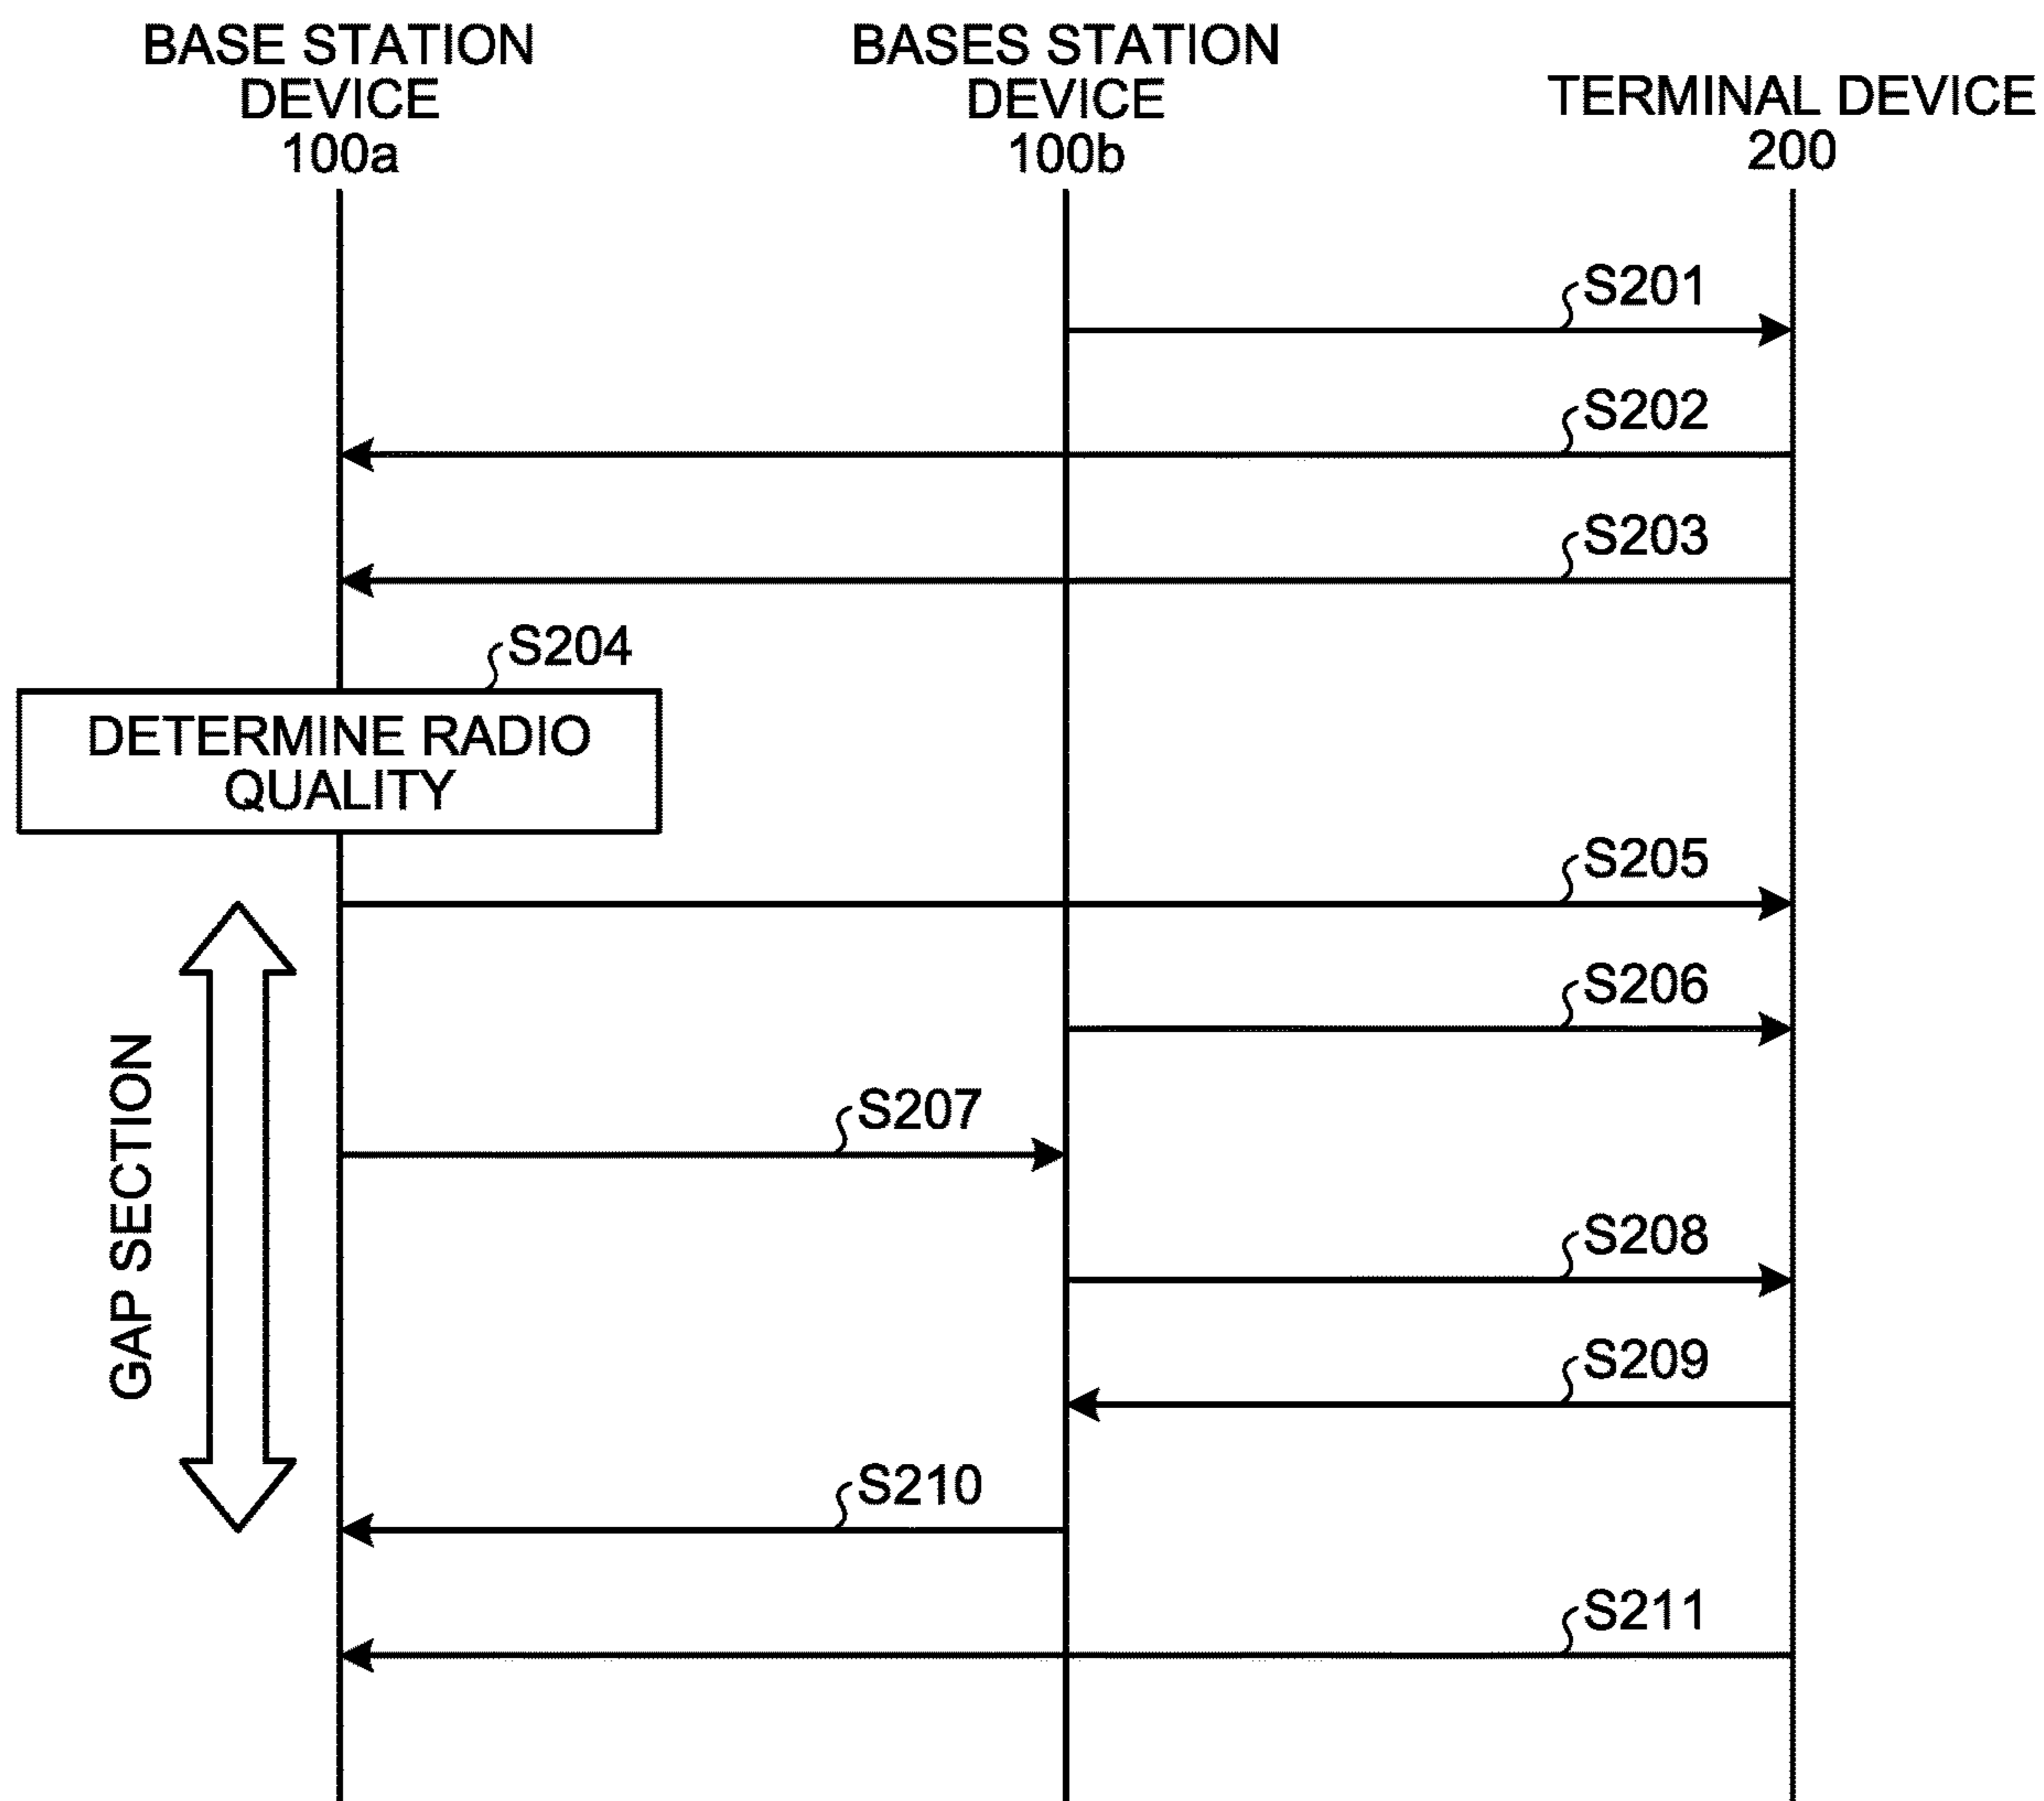 BASE STATION
DEVICE
100a
BASES STATION
DEVICE
100b
TERMINAL DEVICE
200
S201
S202
S203
S204
DETERMINE RADIO
QUALITY
S205
S206
S207
S208
S209
S210
S211
GAP SECTION